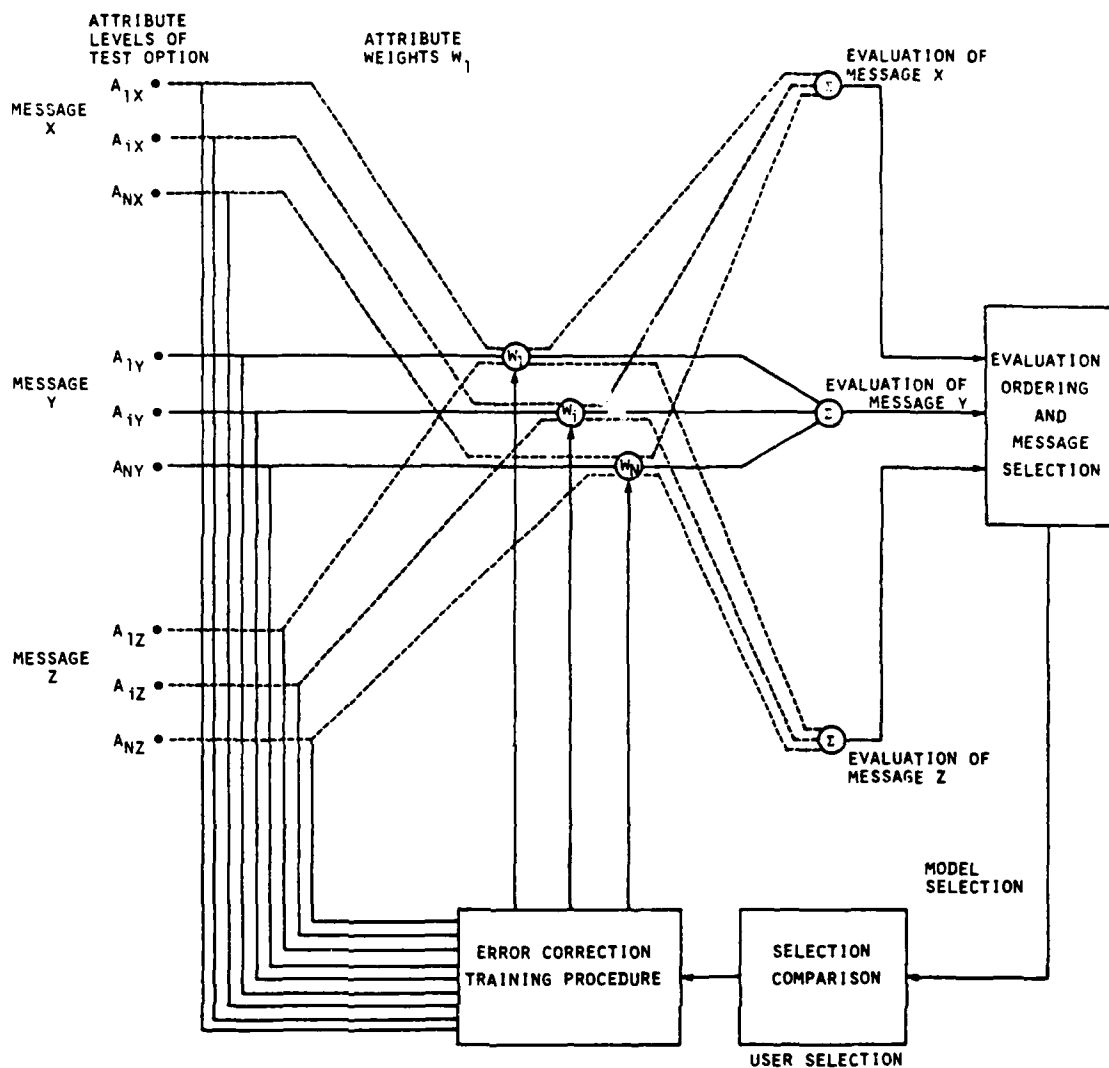 ATTRIBUTE
LEVELS OF
TEST OPTION
ATTRIBUTE
WEIGHTS W1
EVALUATION OF
MESSAGE X
MESSAGE
X
A1X
AiX
ANX
Σ
MESSAGE
Y
A1Y
AiY
ANY
W1
Wi
WN
EVALUATION OF
MESSAGE Y
Σ
EVALUATION
ORDERING
AND
MESSAGE
SELECTION
MESSAGE
Z
A1Z
AiZ
ANZ
Σ
EVALUATION OF
MESSAGE Z
MODEL
SELECTION
ERROR CORRECTION
TRAINING PROCEDURE
SELECTION
COMPARISON
USER SELECTION